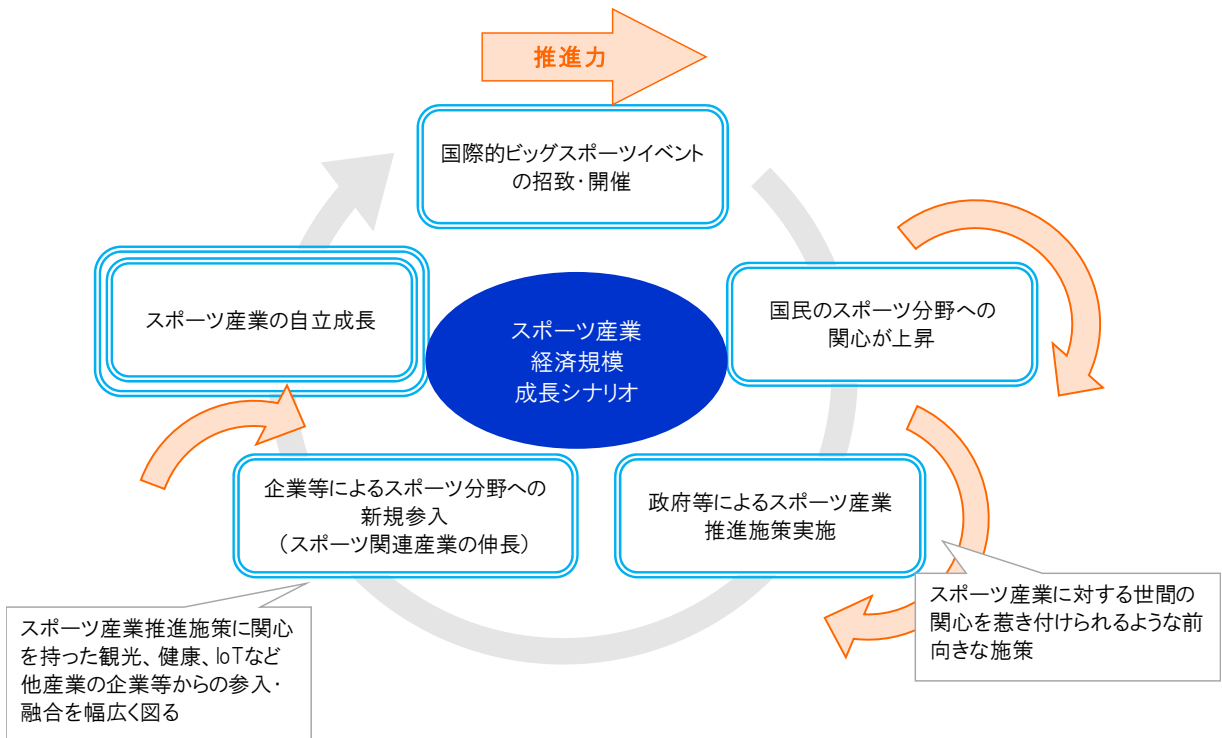 推進力
国際的ビッグスポーツイベント
の招致・開催
国民のスポーツ分野への
関心が上昇
スポーツ産業の自立成長
スポーツ産業
経済規模
成長シナリオ
企業等によるスポーツ分野への
新規参入
(スポーツ関連産業の伸長)
政府等によるスポーツ産業
推進施策実施
スポーツ産業に対する世間の
関心を惹き付けられるような前
向きな施策
スポーツ産業推進施策に関心
を持った観光、健康、IoTなど
他産業の企業等からの参入・
融合を幅広く図る